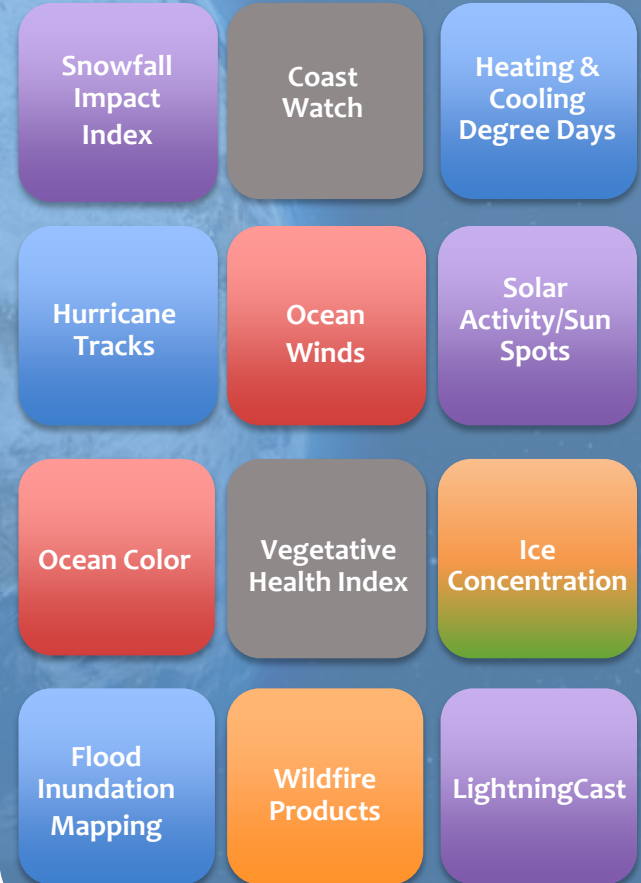 Snowfall
Impact
Index
Coast
Watch
Heating &
Cooling
Degree Days
Hurricane
Tracks
Ocean
Winds
Solar
Activity/Sun
Spots
Ocean Color
Vegetative
Health Index
Ice
Concentration
Flood
Inundation
Mapping
Wildfire
Products
LightningCast